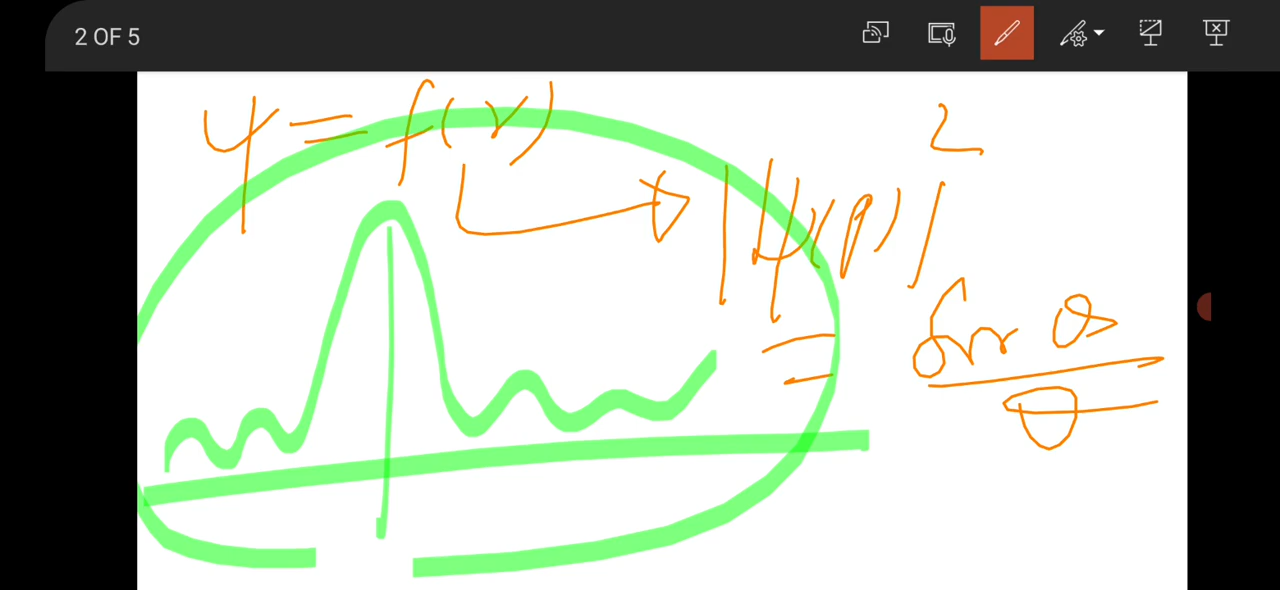 2 OF 5
ψ = f(x)
|ψ(p)|²
= sin θ / θ